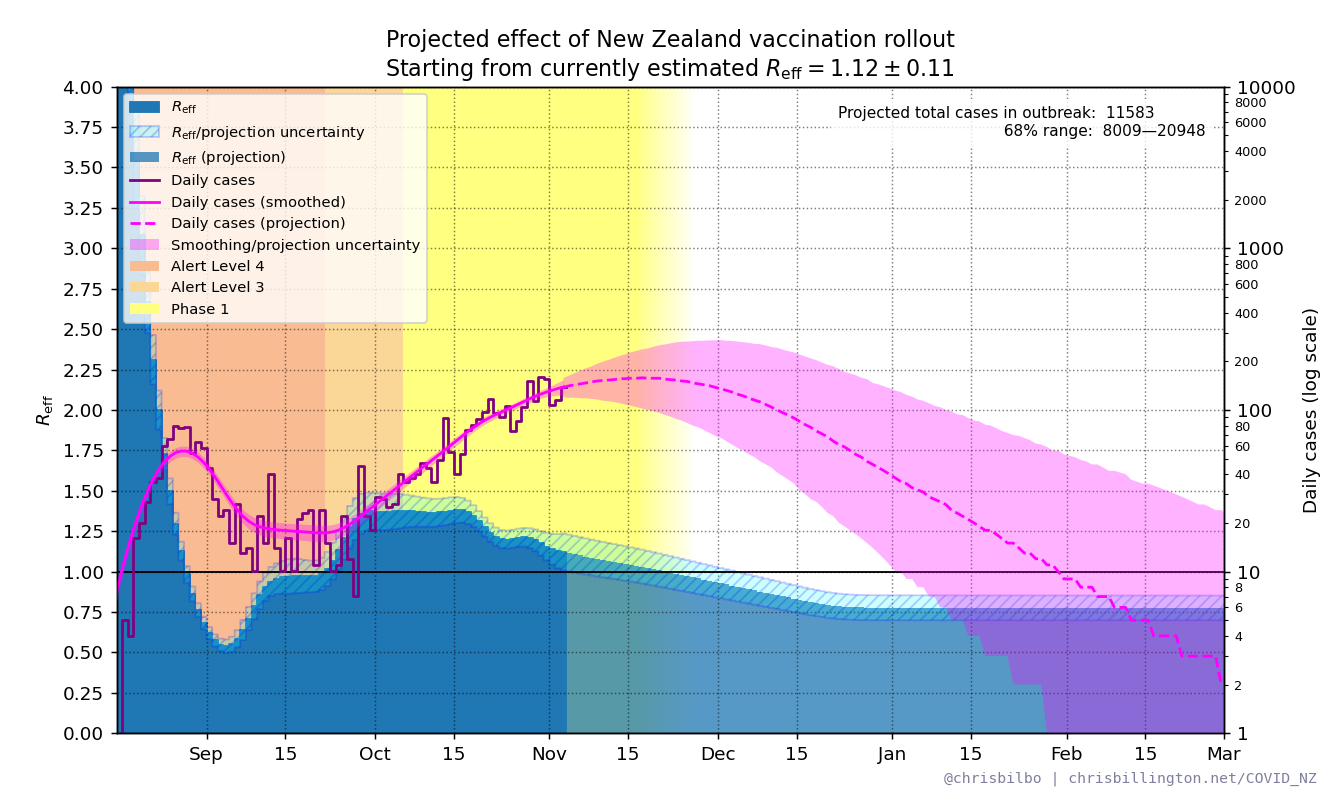 Projected effect of New Zealand vaccination rollout
Starting from currently estimated R_eff = 1.12 ± 0.11
Projected total cases in outbreak: 11583
68% range: 8009—20948
R_eff
R_eff/projection uncertainty
R_eff (projection)
Daily cases
Daily cases (smoothed)
Daily cases (projection)
Smoothing/projection uncertainty
Alert Level 4
Alert Level 3
Phase 1
R_eff
4.00
3.75
3.50
3.25
3.00
2.75
2.50
2.25
2.00
1.75
1.50
1.25
1.00
0.75
0.50
0.25
0.00
10000
8000
6000
4000
2000
1000
800
600
400
200
100
80
60
40
20
10
8
6
4
2
1
Daily cases (log scale)
Sep 15 Oct 15 Nov 15 Dec 15 Jan 15 Feb 15 Mar
@chrisbilbo | chrisbillington.net/COVID_NZ